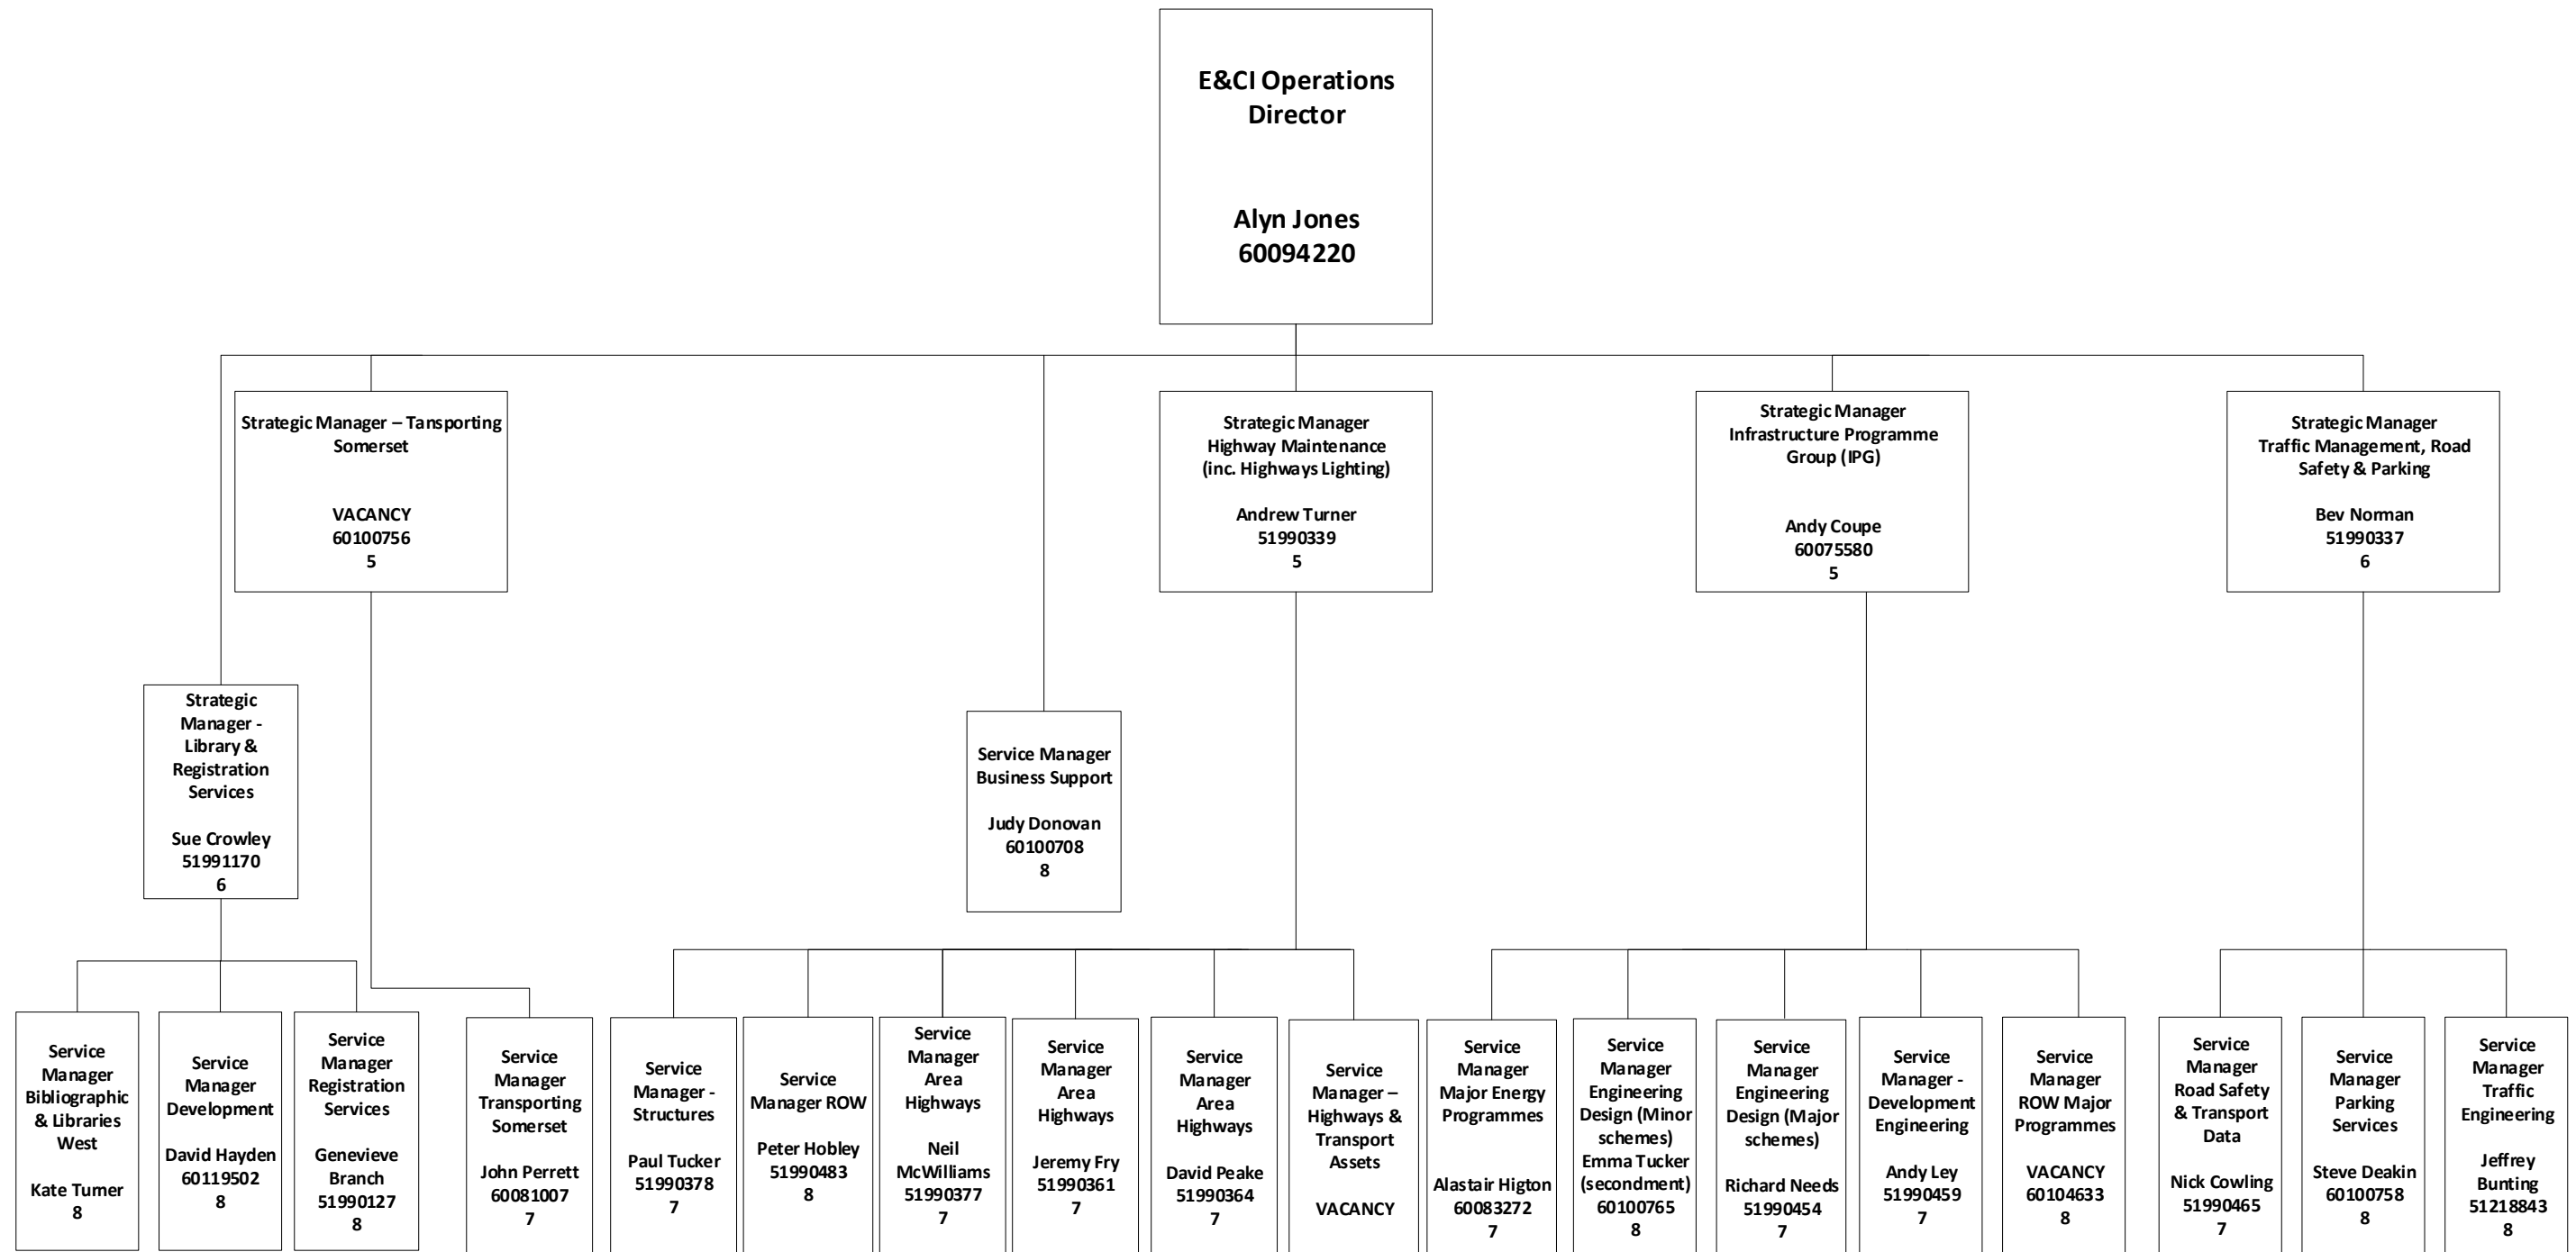 E&CI Operations
Director
Alyn Jones
60094220
Strategic Manager – Tansporting
Somerset
VACANCY
60100756
5
Strategic Manager
Highway Maintenance
(inc. Highways Lighting)
Andrew Turner
51990339
5
Strategic Manager
Infrastructure Programme
Group (IPG)
Andy Coupe
60075580
5
Strategic Manager
Traffic Management, Road
Safety & Parking
Bev Norman
51990337
6
Strategic
Manager -
Library &
Registration
Services
Sue Crowley
51991170
6
Service Manager
Business Support
Judy Donovan
60100708
8
Service
Manager
Bibliographic
& Libraries
West
Kate Turner
8
Service
Manager
Development
David Hayden
60119502
8
Service
Manager
Registration
Services
Genevieve
Branch
51990127
8
Service
Manager
Transporting
Somerset
John Perrett
60081007
7
Service
Manager -
Structures
Paul Tucker
51990378
7
Service
Manager ROW
Peter Hobley
51990483
8
Service
Manager
Area
Highways
Neil
McWilliams
51990377
7
Service
Manager
Area
Highways
Jeremy Fry
51990361
7
Service
Manager
Area
Highways
David Peake
51990364
7
Service
Manager –
Highways &
Transport
Assets
VACANCY
Service
Manager
Major Energy
Programmes
Alastair Higton
60083272
7
Service
Manager
Engineering
Design (Minor
schemes)
Emma Tucker
(secondment)
60100765
8
Service
Manager
Engineering
Design (Major
schemes)
Richard Needs
51990454
7
Service
Manager -
Development
Engineering
Andy Ley
51990459
7
Service
Manager
ROW Major
Programmes
VACANCY
60104633
8
Service
Manager
Road Safety
& Transport
Data
Nick Cowling
51990465
7
Service
Manager
Parking
Services
Steve Deakin
60100758
8
Service
Manager
Traffic
Engineering
Jeffrey
Bunting
51218843
8